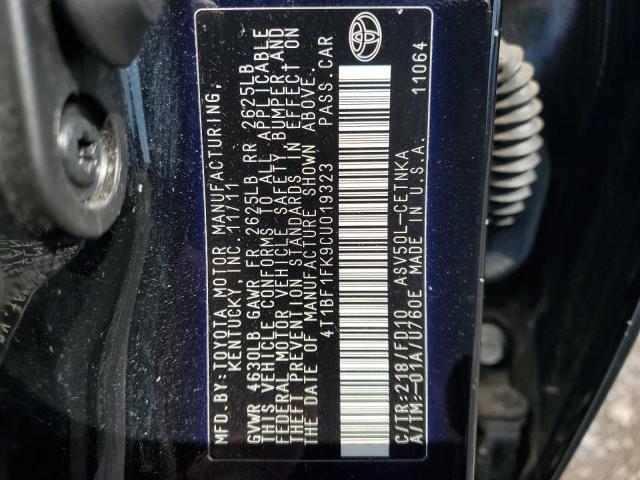 MFD.BY:TOYOTA MOTOR MANUFACTURING,
KENTUCKY, INC. 11/11
GVWR 4630LB GAWR FR 2625LB RR 2625LB
THIS VEHICLE CONFORMS TO ALL APPLICABLE
FEDERAL MOTOR VEHICLE SAFETY, BUMPER AND
THEFT PREVENTION STANDARDS IN EFFECT ON
THE DATE OF MANUFACTURE SHOWN ABOVE.
4T1BF1FK9CU019323 PASS.CAR
C/TR:218/FD10 ASV50L-CETNKA
A/TM:-01A/U760E MADE IN U.S.A. 11064